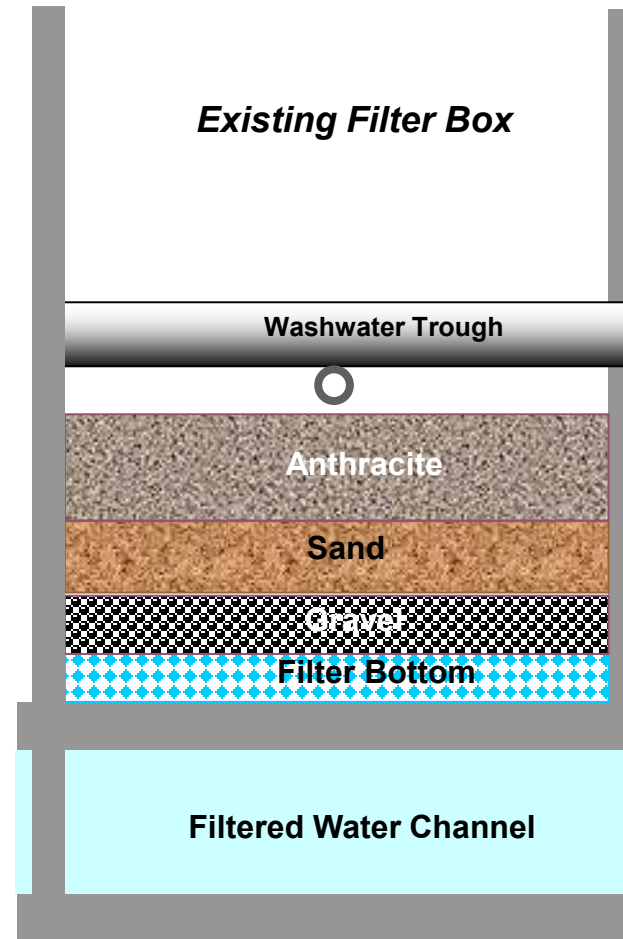 Existing Filter Box
Washwater Trough
Anthracite
Sand
Gravel
Filter Bottom
Filtered Water Channel